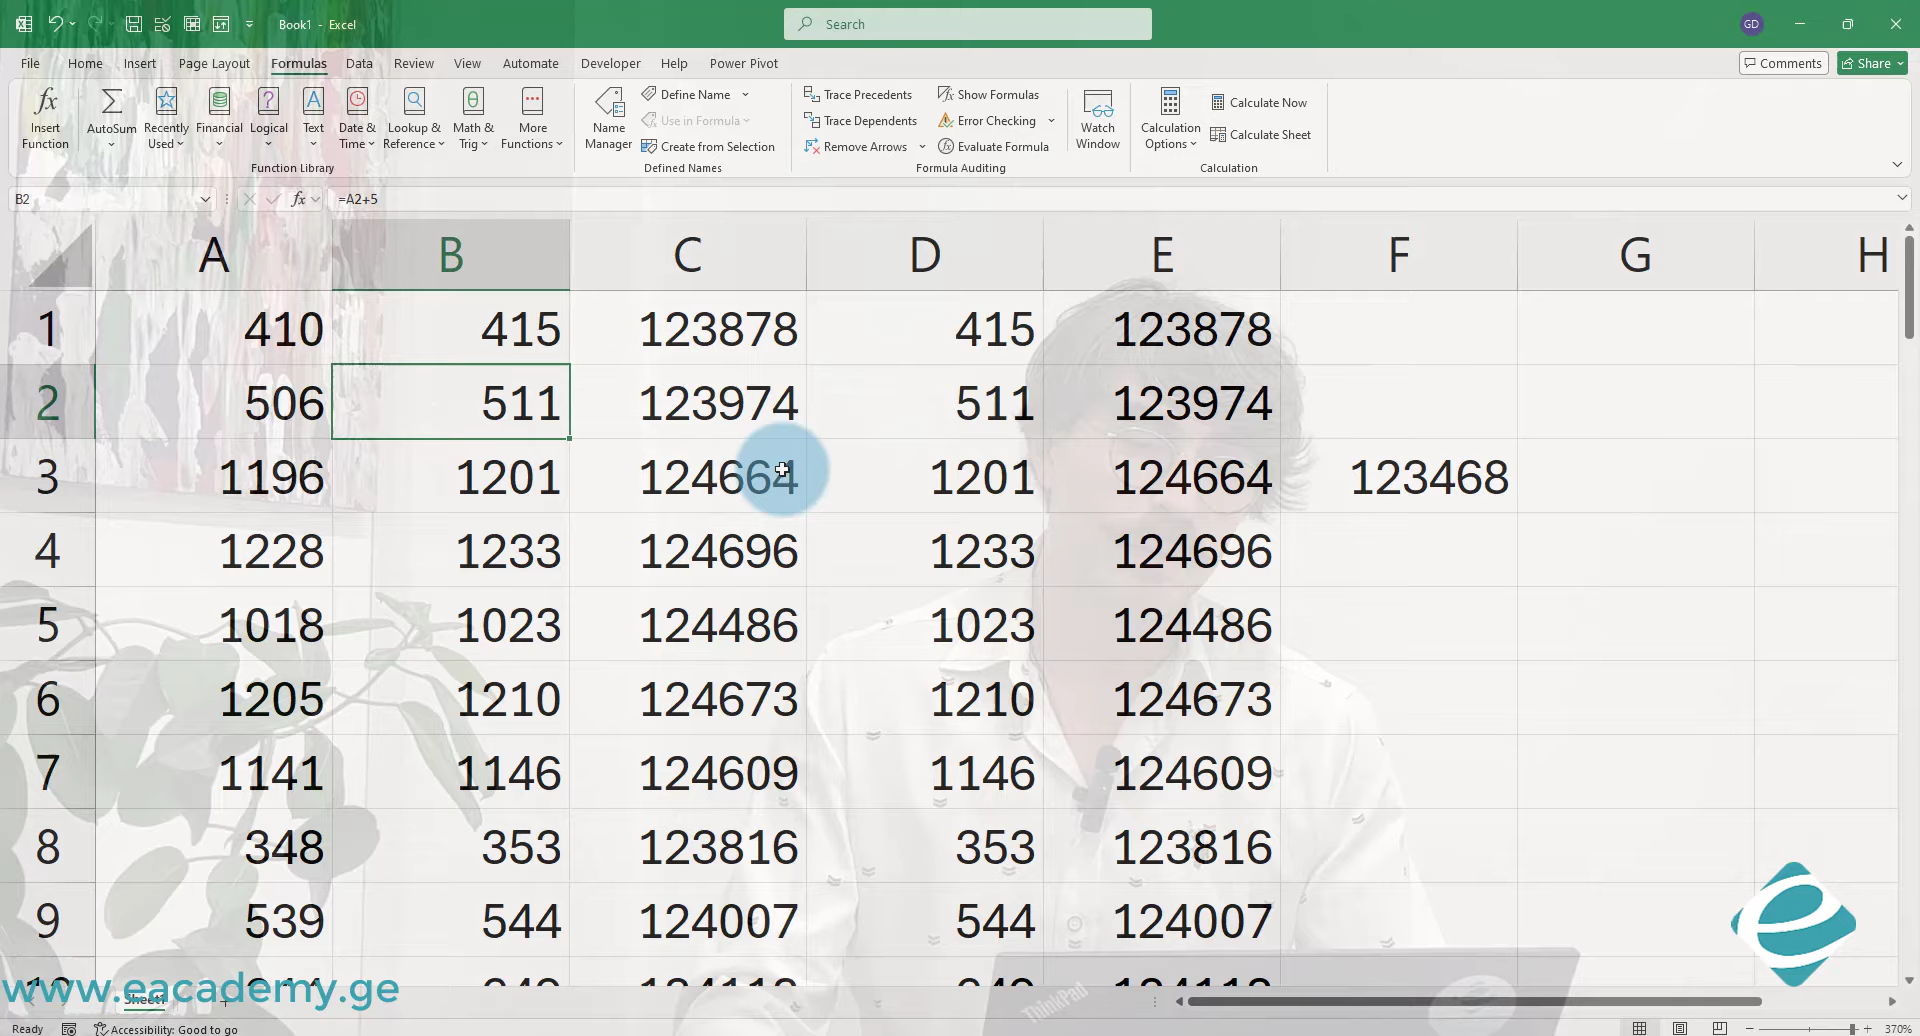 Book1 - Excel
Search
GD
File Home Insert Page Layout Formulas Data Review View Automate Developer Help Power Pivot
Comments Share
Insert Function
AutoSum
Recently Used
Financial
Logical
Text
Date & Time
Lookup & Reference
Math & Trig
More Functions
Function Library
Name Manager
Define Name
Use in Formula
Create from Selection
Defined Names
Trace Precedents
Trace Dependents
Remove Arrows
Show Formulas
Error Checking
Evaluate Formula
Formula Auditing
Watch Window
Calculation Options
Calculate Now
Calculate Sheet
Calculation
B2 fx =A2+5
A B C D E F G H
1 410 415 123878 415 123878
2 506 511 123974 511 123974
3 1196 1201 124664 1201 124664 123468
4 1228 1233 124696 1233 124696
5 1018 1023 124486 1023 124486
6 1205 1210 124673 1210 124673
7 1141 1146 124609 1146 124609
8 348 353 123816 353 123816
9 539 544 124007 544 124007
www.eacademy.ge
Sheet1
ThinkPad
Ready Accessibility: Good to go 370%